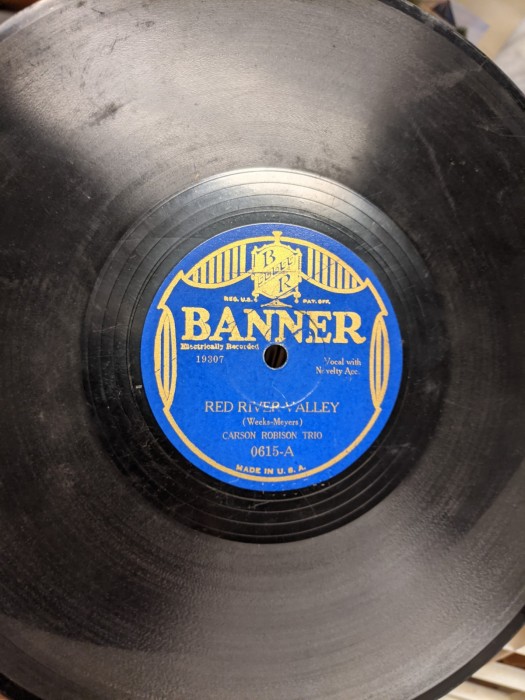 B
R
REG. U.S. PAT. OFF.
BANNER
Electrically Recorded
19307
Vocal with
Novelty Acc.
RED RIVER VALLEY
(Weeks-Meyers)
CARSON ROBISON TRIO
0615-A
MADE IN U.S.A.